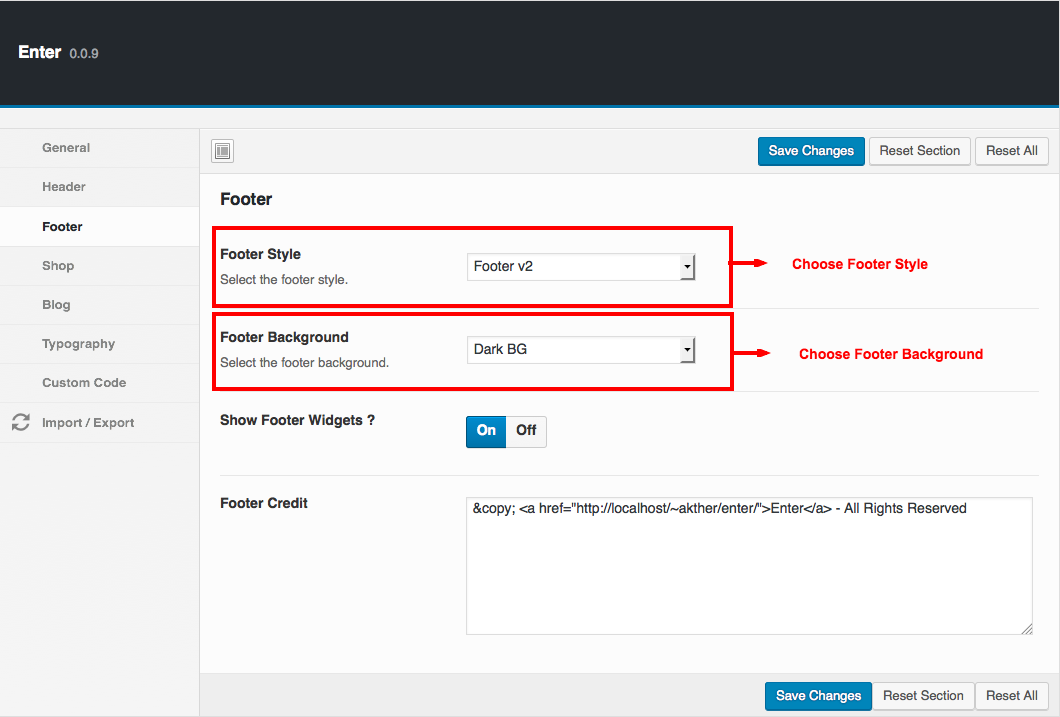 Enter 0.0.9
General
Header
Footer
Shop
Blog
Typography
Custom Code
Import / Export
Save Changes Reset Section Reset All
Footer
Footer Style
Select the footer style.
Footer v2
Choose Footer Style
Footer Background
Select the footer background.
Dark BG
Choose Footer Background
Show Footer Widgets ?
On Off
Footer Credit
&copy; <a href="http://localhost/~akther/enter/">Enter</a> - All Rights Reserved
Save Changes Reset Section Reset All